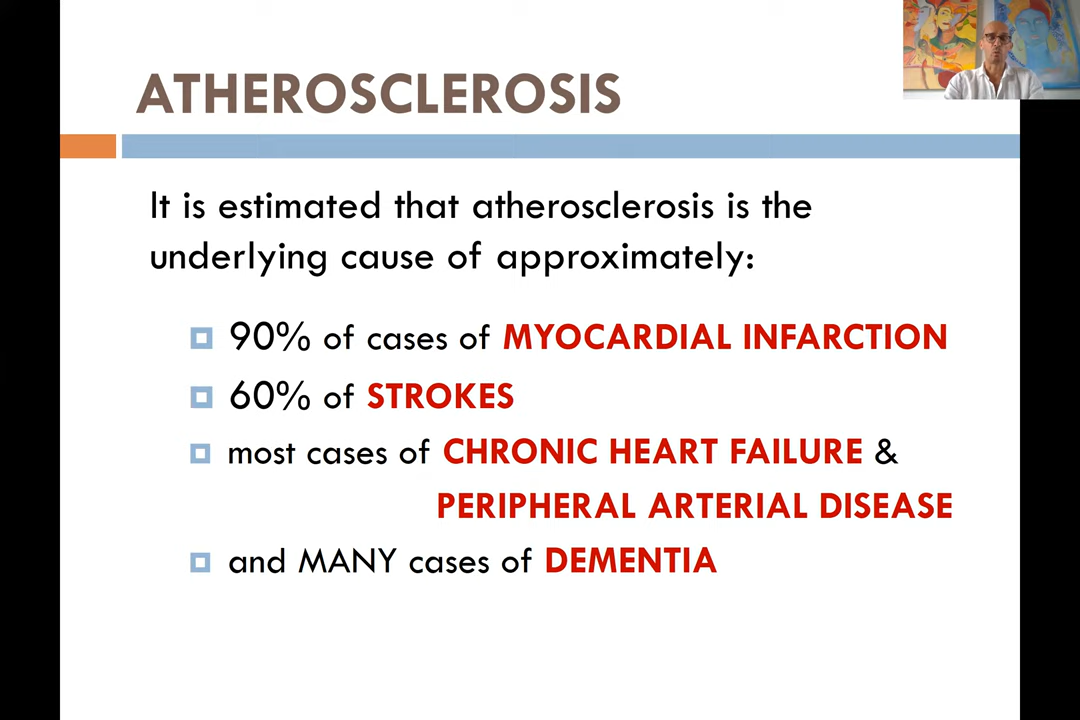 ATHEROSCLEROSIS
It is estimated that atherosclerosis is the
underlying cause of approximately:
90% of cases of MYOCARDIAL INFARCTION
60% of STROKES
most cases of CHRONIC HEART FAILURE &
PERIPHERAL ARTERIAL DISEASE
and MANY cases of DEMENTIA